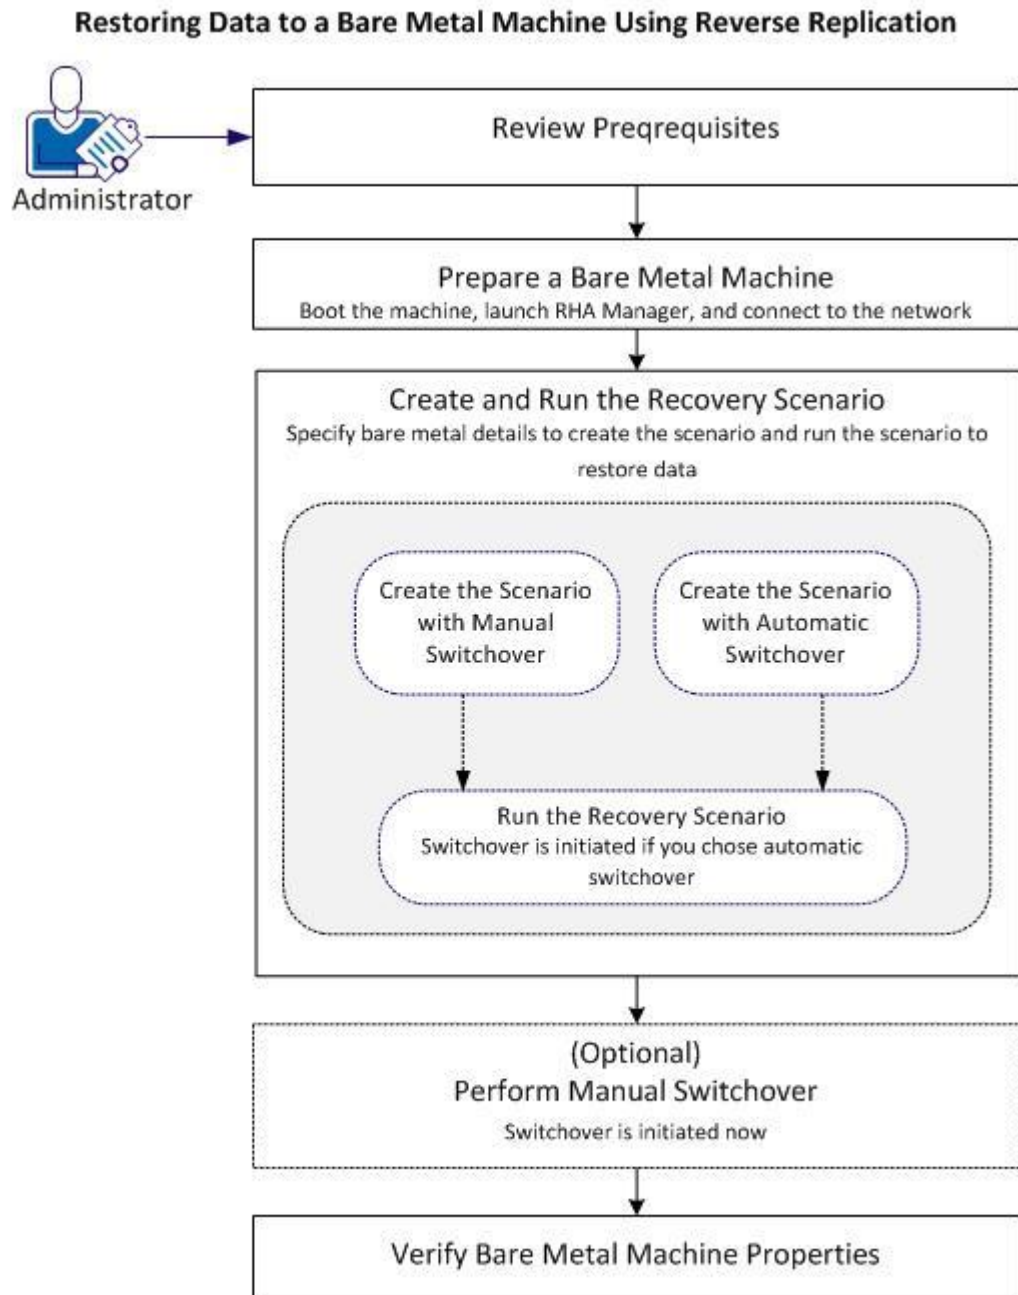 Restoring Data to a Bare Metal Machine Using Reverse Replication
Administrator
Review Preqrequisites
Prepare a Bare Metal Machine
Boot the machine, launch RHA Manager, and connect to the network
Create and Run the Recovery Scenario
Specify bare metal details to create the scenario and run the scenario to
restore data
Create the Scenario
with Manual
Switchover
Create the Scenario
with Automatic
Switchover
Run the Recovery Scenario
Switchover is initiated if you chose automatic
switchover
(Optional)
Perform Manual Switchover
Switchover is initiated now
Verify Bare Metal Machine Properties